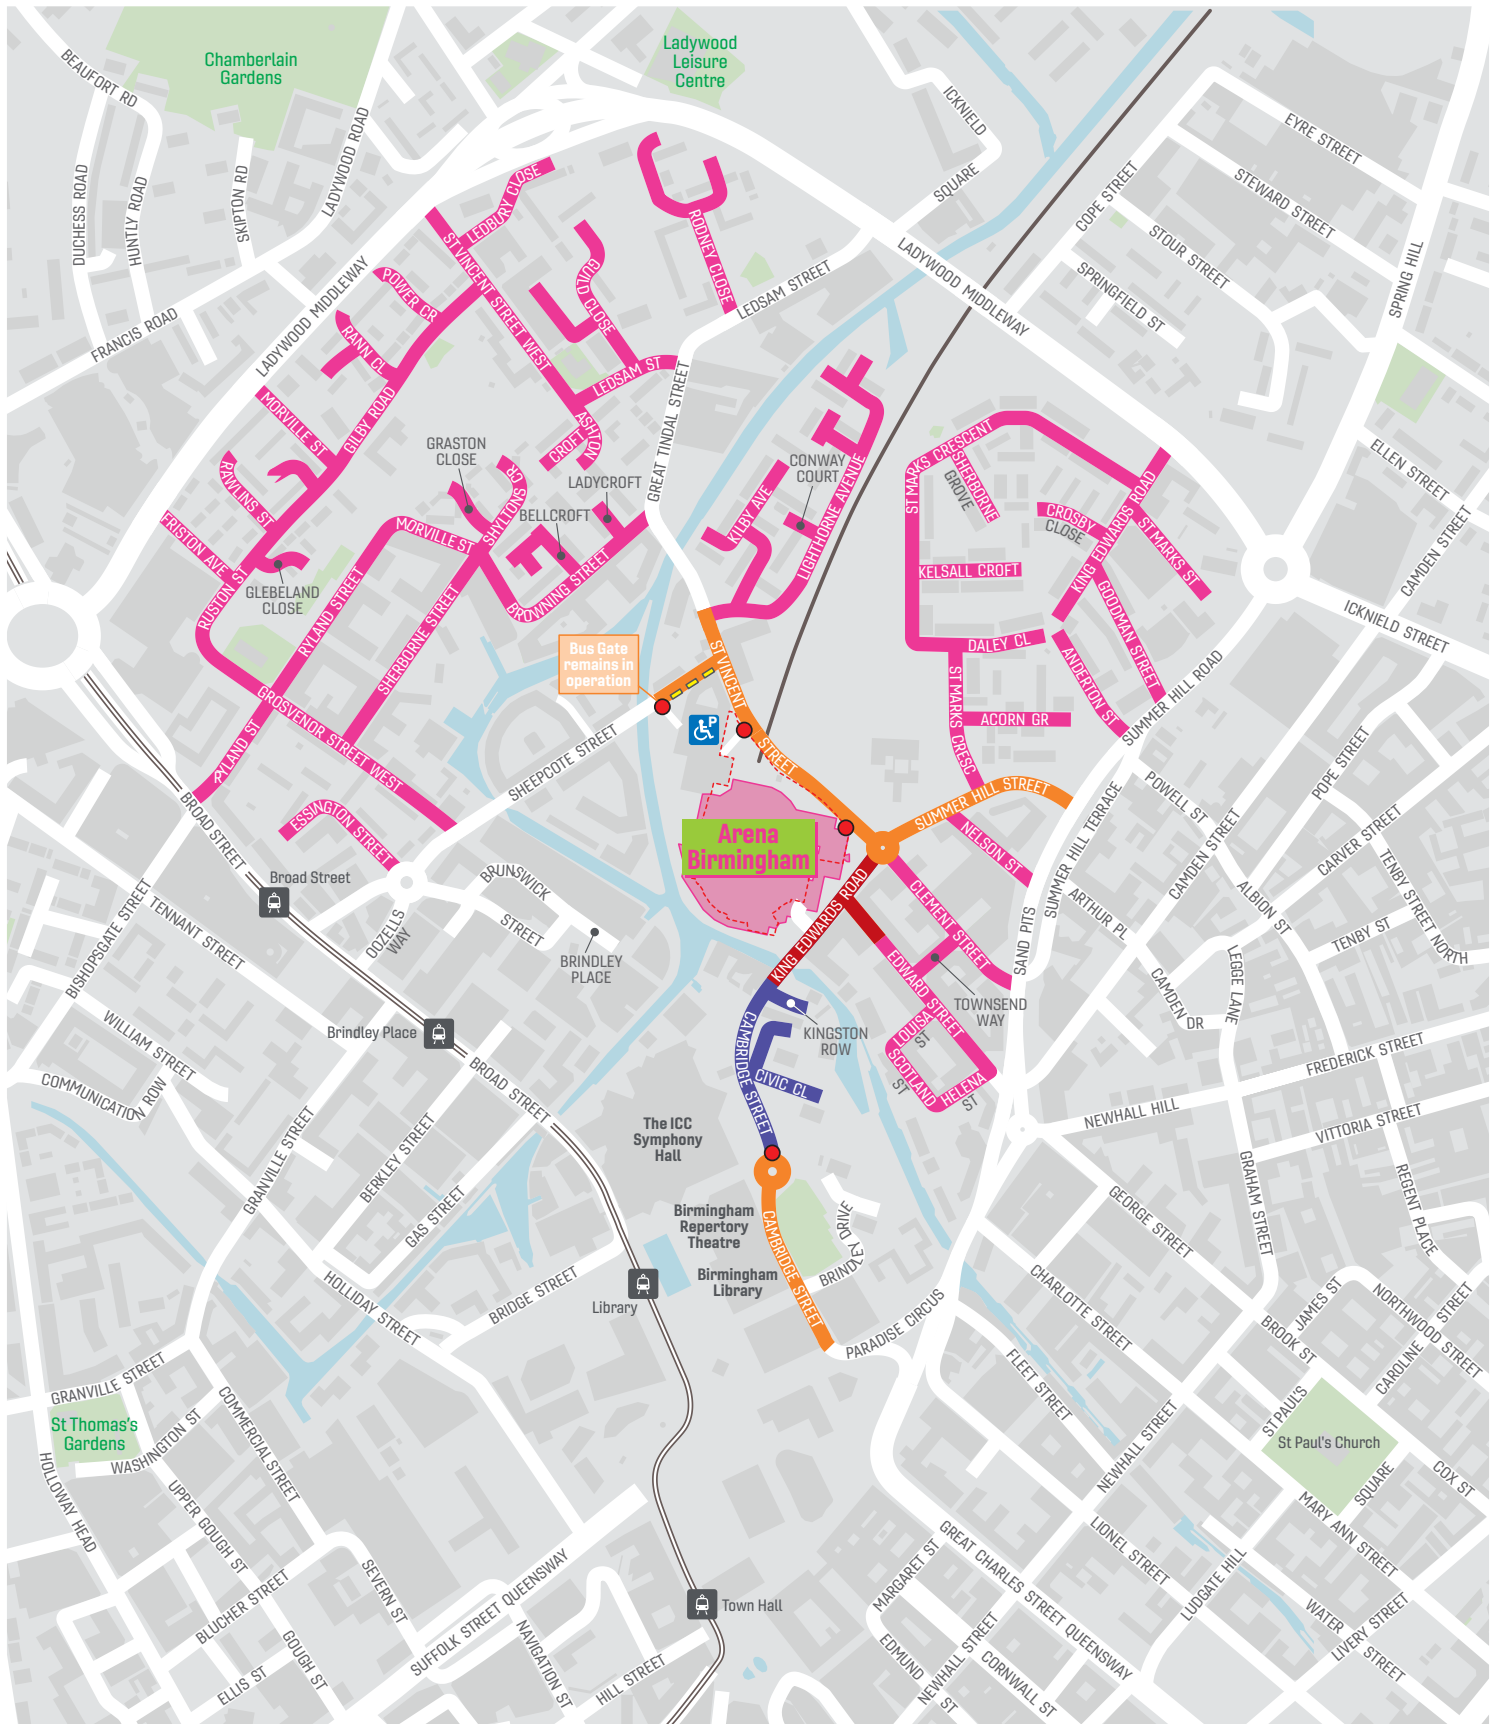 Chamberlain
Gardens
Ladywood
Leisure
Centre
BEAUFORT RD
DUCHESS ROAD
HUNTLY ROAD
SKIPTON RD
LADYWOOD ROAD
FRANCIS ROAD
LADYWOOD MIDDLEWAY
ICKNIELD
SQUARE
LADYWOOD MIDDLEWAY
COPE STREET
EYRE STREET
STEWARD STREET
STOUR STREET
SPRINGFIELD ST
SPRING HILL
ELLEN STREET
CAMDEN STREET
ICKNIELD STREET
LEDBURY CLOSE
ST VINCENT STREET WEST
POWER CR
RANN CL
GILBY ROAD
MORVILLE ST
RAWLINS ST
FRISTON AVE
RUSTON ST
GLEBELAND
CLOSE
GUILD CLOSE
RODNEY CLOSE
LEDSAM STREET
LEDSAM ST
GREAT TINDAL STREET
ASHTON
CROFT
GRASTON
CLOSE
LADYCROFT
BELLCROFT
SHYLTONS
CR
MORVILLE ST
BROWNING STREET
RYLAND STREET
SHERBORNE STREET
GROSVENOR STREET WEST
RYLAND ST
ESSINGTON STREET
CONWAY
COURT
KILBY AVE
LIGHTHORNE AVENUE
ST MARKS CRESCENT
SHERBORNE
GROVE
CROSBY
CLOSE
KING EDWARDS ROAD
ST MARKS ST
KELSALL CROFT
GOODMAN STREET
DALEY CL
ANDERTON ST
ST MARKS CRESC
ACORN GR
SUMMER HILL ROAD
Bus Gate
remains in
operation
ST VINCENT
STREET
SHEEPCOTE STREET
P
SUMMER HILL STREET
SUMMER HILL TERRACE
NELSON ST
POWELL ST
POPE STREET
CAMDEN STREET
CARVER STREET
ALBION ST
TENBY STREET NORTH
TENBY ST
LEGGE LANE
ARTHUR PL
CAMDEN
DR
SAND PITS
Arena
Birmingham
KING EDWARDS ROAD
CLEMENT STREET
EDWARD STREET
TOWNSEND
WAY
LOUISA
ST
SCOTLAND
ST
HELENA
ST
KINGSTON
ROW
CAMBRIDGE STREET
CIVIC CL
BROAD STREET
Broad Street
BRUNSWICK
STREET
OOZELLS
WAY
BRINDLEY
PLACE
BISHOPSGATE STREET
TENNANT STREET
WILLIAM STREET
COMMUNICATION ROW
Brindley Place
BROAD STREET
GRANVILLE STREET
BERKLEY STREET
GAS STREET
HOLLIDAY STREET
BRIDGE STREET
The ICC
Symphony
Hall
Birmingham
Repertory
Theatre
Birmingham
Library
Library
CAMBRIDGE STREET
BRINDLEY DRIVE
PARADISE CIRCUS
NEWHALL HILL
FREDERICK STREET
VITTORIA STREET
GRAHAM STREET
REGENT PLACE
GEORGE STREET
CHARLOTTE STREET
FLEET STREET
NEWHALL STREET
BROOK ST
JAMES ST
NORTHWOOD STREET
CAROLINE STREET
ST PAUL'S
SQUARE
St Paul's Church
COX ST
MARY ANN STREET
LIONEL STREET
LUDGATE HILL
WATER
STREET
LIVERY STREET
GREAT CHARLES STREET QUEENSWAY
MARGARET ST
EDMUND
ST
NEWHALL STREET
CORNWALL ST
GRANVILLE STREET
St Thomas's
Gardens
WASHINGTON ST
COMMERCIAL STREET
HOLLOWAY HEAD
UPPER GOUGH ST
BLUCHER STREET
SEVERN ST
GOUGH ST
ELLIS ST
SUFFOLK STREET QUEENSWAY
NAVIGATION ST
HILL STREET
Town Hall